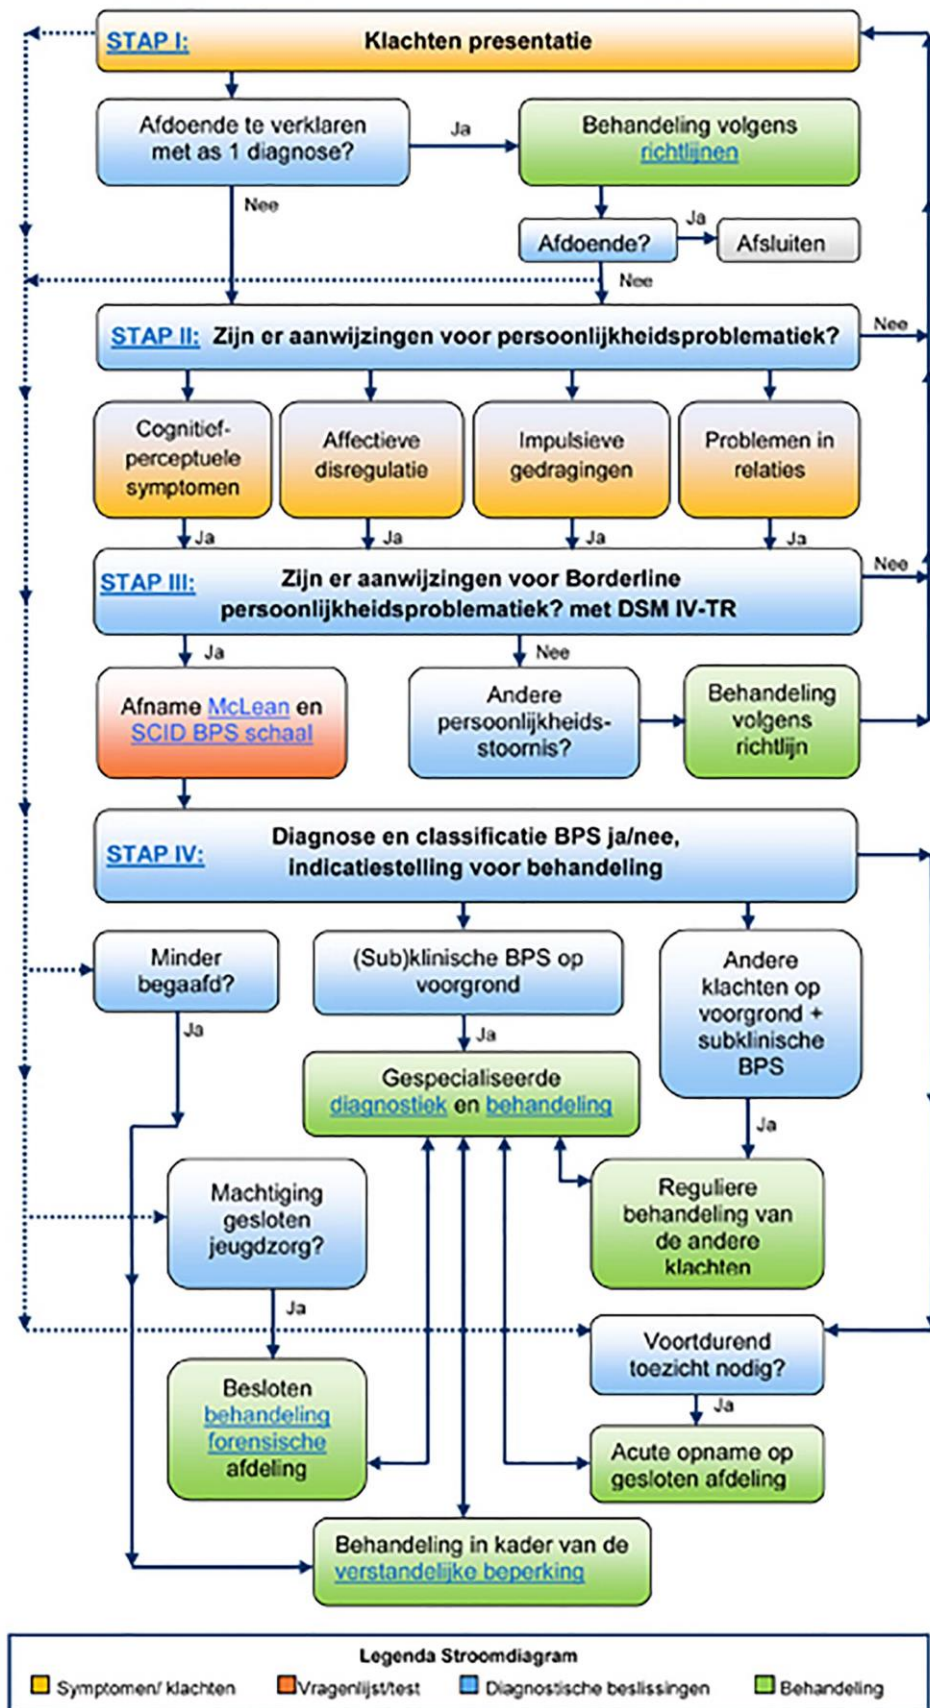 STAP I: Klachten presentatie
Afdoende te verklaren
met as 1 diagnose?
Ja
Behandeling volgens
richtlijnen
Nee
Afdoende?
Ja
Afsluiten
Nee
STAP II: Zijn er aanwijzingen voor persoonlijkheidsproblematiek?
Nee
Cognitief-
perceptuele
symptomen
Affectieve
disregulatie
Impulsieve
gedragingen
Problemen in
relaties
Ja
Ja
Ja
Ja
STAP III: Zijn er aanwijzingen voor Borderline
persoonlijkheidsproblematiek? met DSM IV-TR
Nee
Ja
Nee
Afname McLean en
SCID BPS schaal
Andere
persoonlijkheids-
stoornis?
Behandeling
volgens
richtlijn
STAP IV: Diagnose en classificatie BPS ja/nee,
indicatiestelling voor behandeling
Minder
begaafd?
Ja
(Sub)klinische BPS op
voorgrond
Ja
Andere
klachten op
voorgrond +
subklinische
BPS
Ja
Gespecialiseerde
diagnostiek en behandeling
Machtiging
gesloten
jeugdzorg?
Ja
Reguliere
behandeling van
de andere
klachten
Voortdurend
toezicht nodig?
Ja
Besloten
behandeling
forensische
afdeling
Acute opname op
gesloten afdeling
Behandeling in kader van de
verstandelijke beperking
Legenda Stroomdiagram
Symptomen/ klachten
Vragenlijst/test
Diagnostische beslissingen
Behandeling